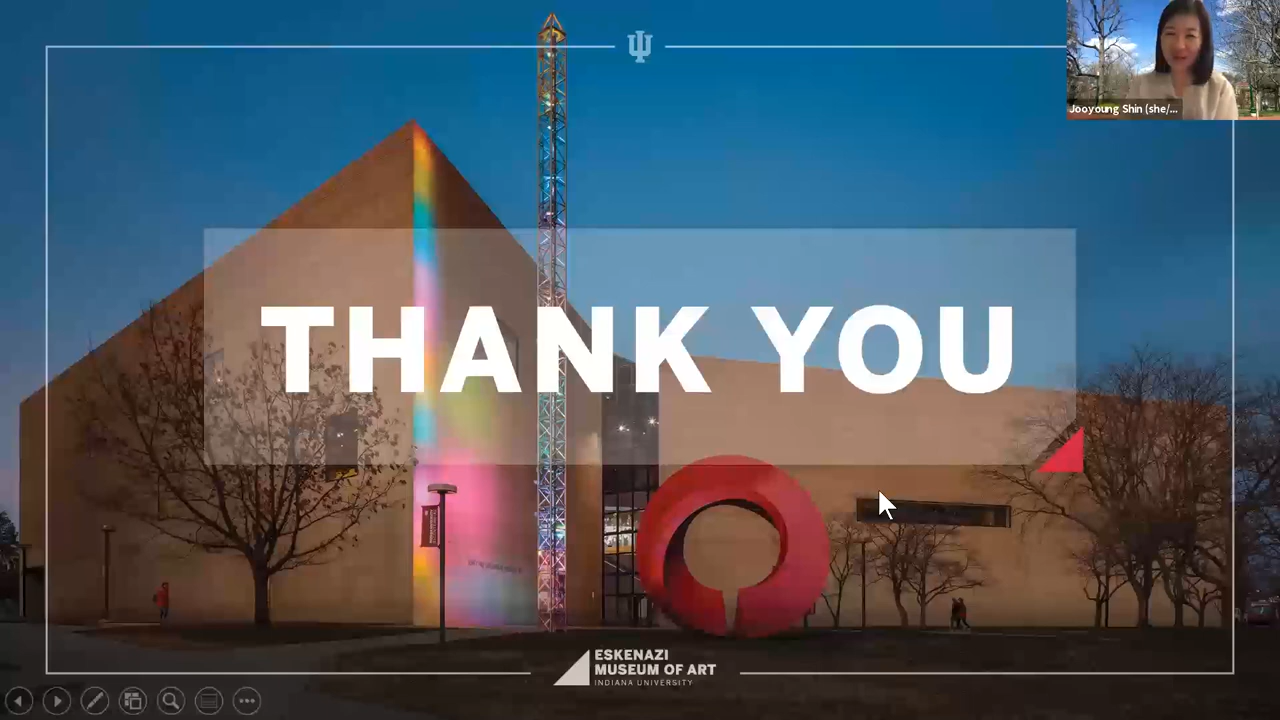 Jooyoung Shin (she/...
THANK YOU
ESKENAZI
MUSEUM OF ART
INDIANA UNIVERSITY